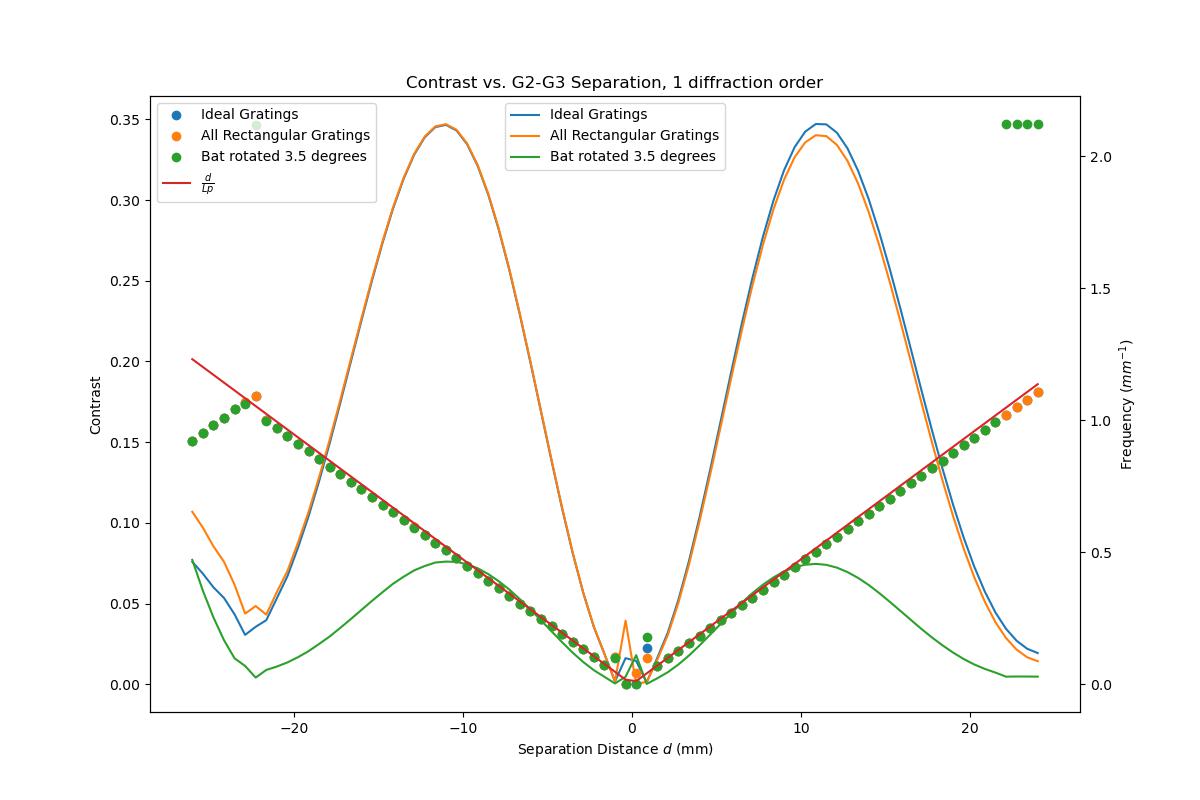 Contrast vs. G2-G3 Separation, 1 diffraction order
Ideal Gratings
All Rectangular Gratings
Bat rotated 3.5 degrees
d/Lp
Ideal Gratings
All Rectangular Gratings
Bat rotated 3.5 degrees
0.35
0.30
0.25
0.20
0.15
0.10
0.05
0.00
Contrast
2.0
1.5
1.0
0.5
0.0
Frequency (mm⁻¹)
−20
−10
0
10
20
Separation Distance d (mm)